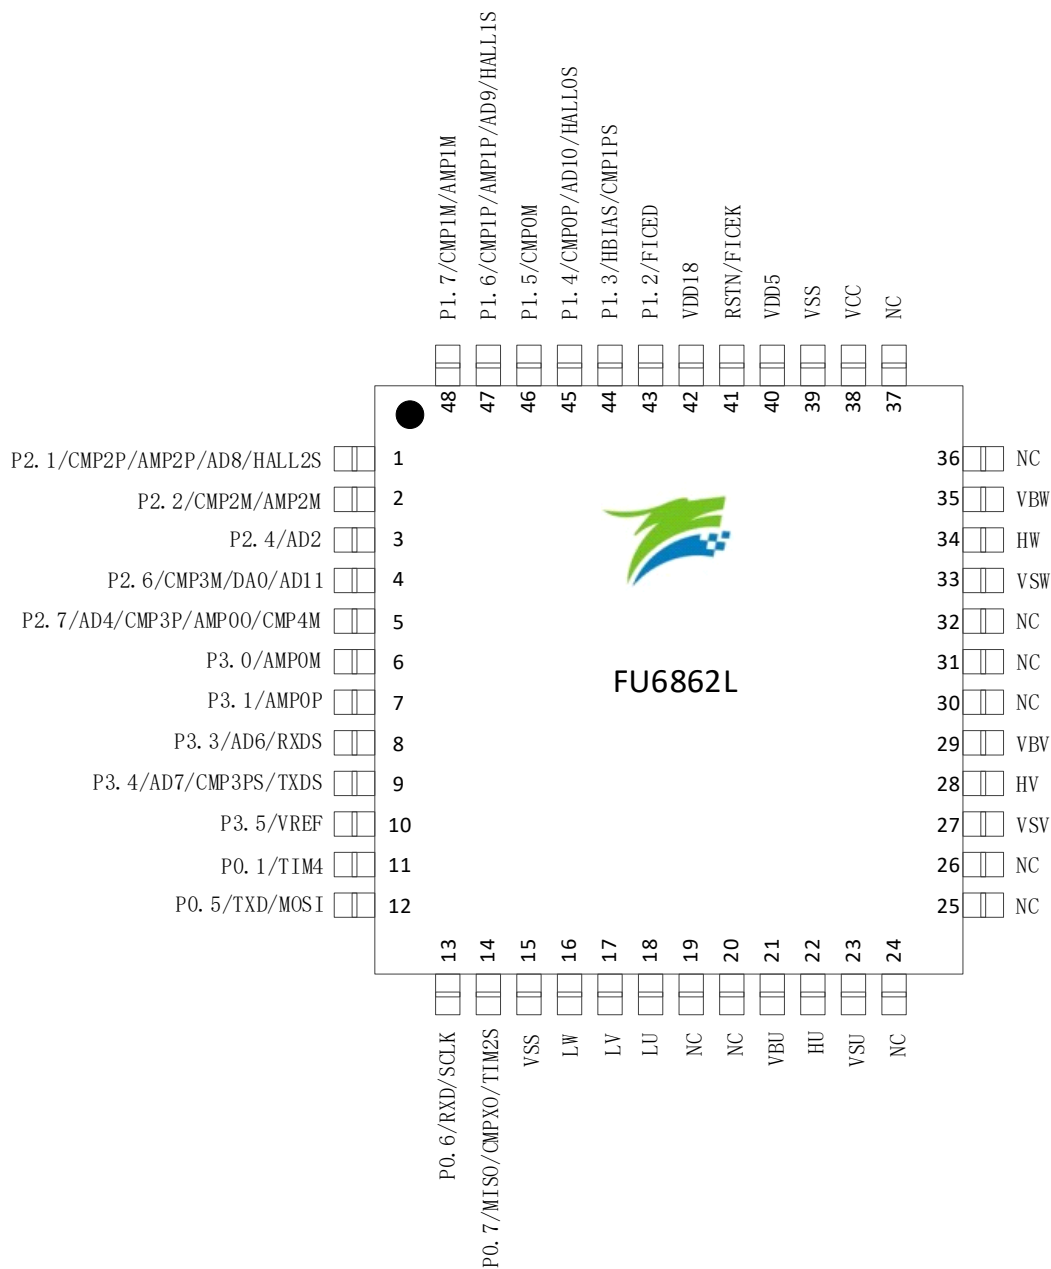 P1.7/CMP1M/AMP1M
P1.6/CMP1P/AMP1P/AD9/HALL1S
P1.5/CMP0M
P1.4/CMP0P/AD10/HALL0S
P1.3/HBIAS/CMP1PS
P1.2/FICED
VDD18
RSTN/FICEK
VDD5
VSS
VCC
NC
48
47
46
45
44
43
42
41
40
39
38
37
P2.1/CMP2P/AMP2P/AD8/HALL2S 1
P2.2/CMP2M/AMP2M 2
P2.4/AD2 3
P2.6/CMP3M/DA0/AD11 4
P2.7/AD4/CMP3P/AMP0O/CMP4M 5
P3.0/AMP0M 6
P3.1/AMP0P 7
P3.3/AD6/RXDS 8
P3.4/AD7/CMP3PS/TXDS 9
P3.5/VREF 10
P0.1/TIM4 11
P0.5/TXD/MOSI 12
FU6862L
36 NC
35 VBW
34 HW
33 VSW
32 NC
31 NC
30 NC
29 VBV
28 HV
27 VSV
26 NC
25 NC
13
14
15
16
17
18
19
20
21
22
23
24
P0.6/RXD/SCLK
P0.7/MISO/CMPXO/TIM2S
VSS
LW
LV
LU
NC
NC
VBU
HU
VSU
NC